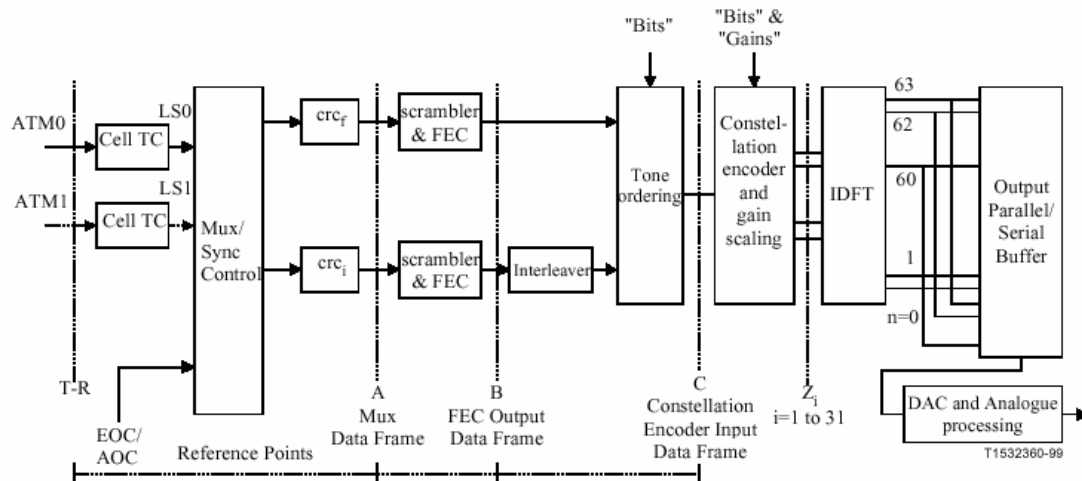 "Bits"
"Bits" &
"Gains"
ATM0
Cell TC
LS0
ATM1
Cell TC
LS1
Mux/
Sync
Control
crcf
scrambler
& FEC
crci
scrambler
& FEC
Interleaver
Tone
ordering
Constel-
lation
encoder
and
gain
scaling
IDFT
63
62
60
1
n=0
Output
Parallel/
Serial
Buffer
T-R
EOC/
AOC
Reference Points
A
Mux
Data Frame
B
FEC Output
Data Frame
C
Constellation
Encoder Input
Data Frame
Zi
i=1 to 31
DAC and Analogue
processing
T1532360-99